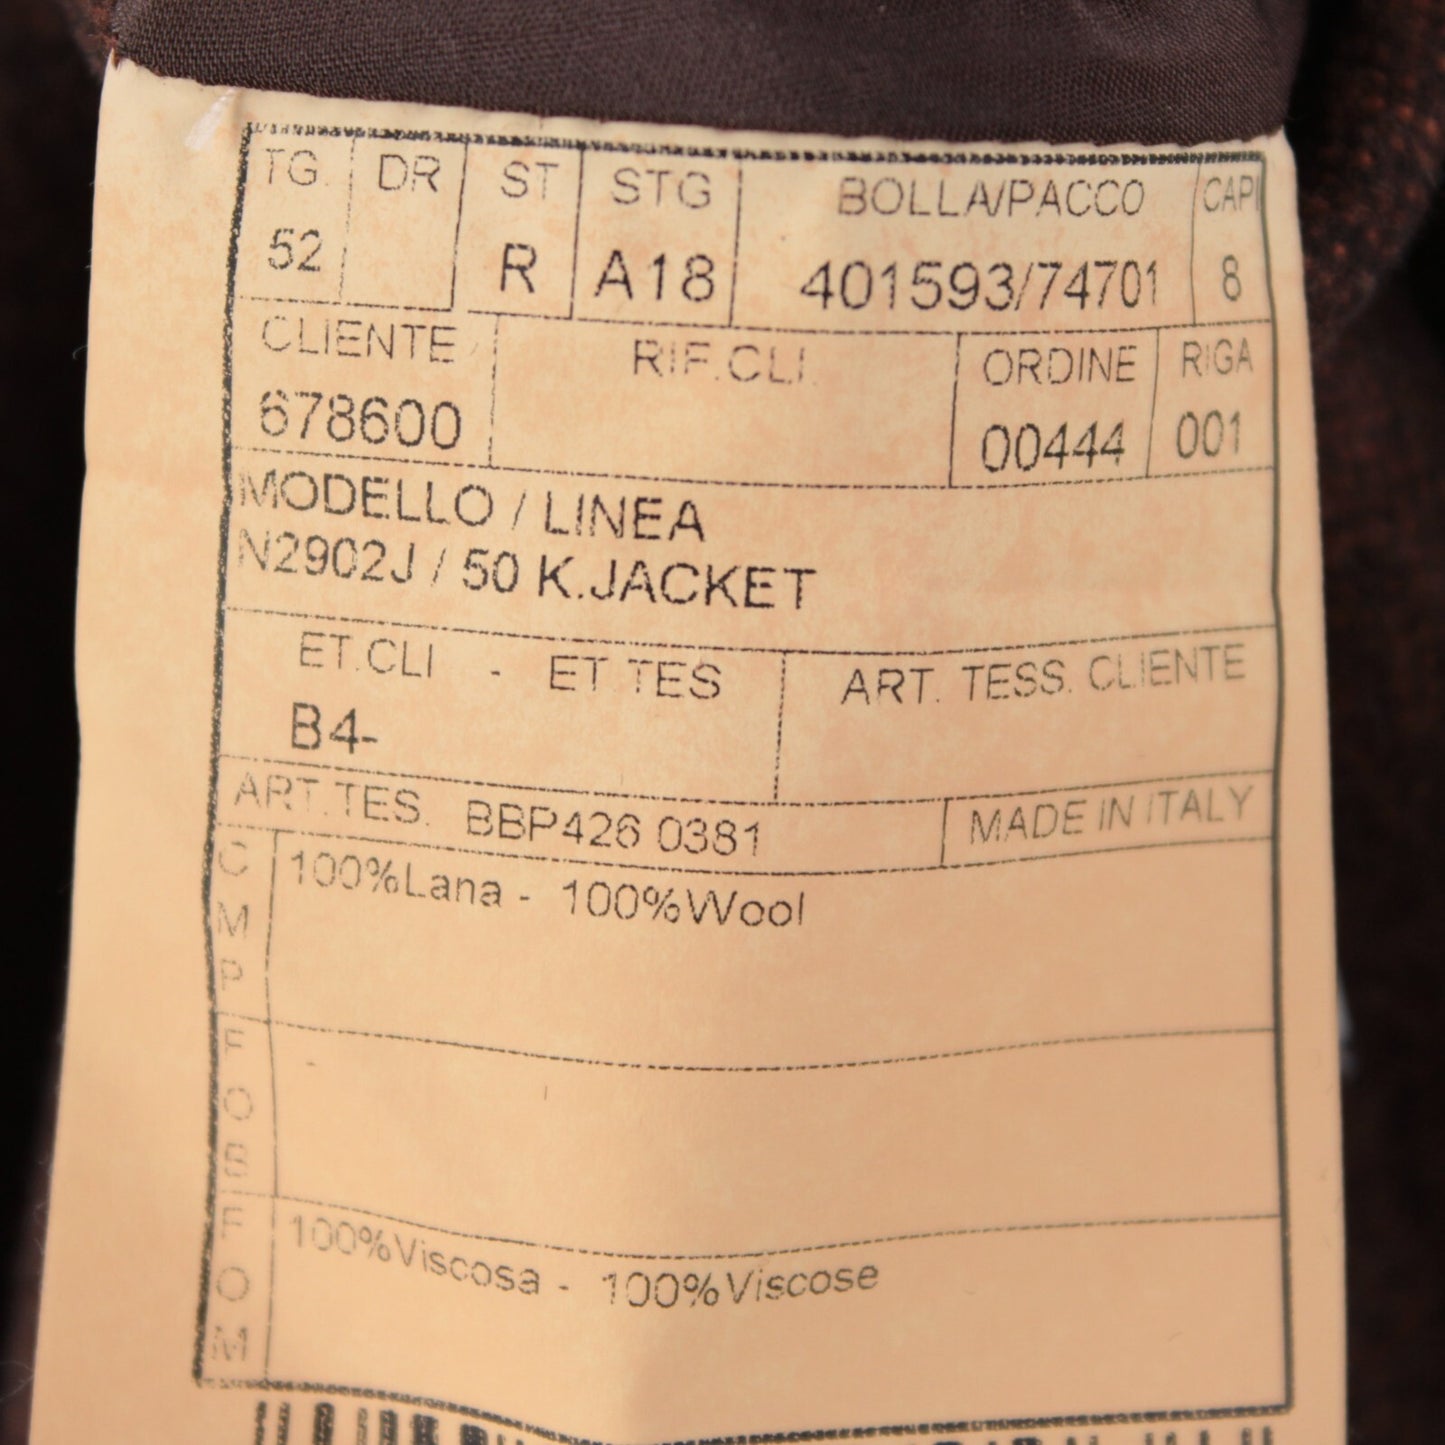 TG. DR ST STG BOLLA/PACCO CAPI
52 R A18 401593/74701 8
CLIENTE RIF.CLI. ORDINE RIGA
678600 00444 001
MODELLO / LINEA
N2902J / 50 K.JACKET
ET.CLI - ET TES ART. TESS. CLIENTE
B4-
ART.TES. BBP426 0381 MADE IN ITALY
C
M
P
100%Lana - 100%Wool
F
O
B
-
F
O
M
100%Viscosa - 100%Viscose